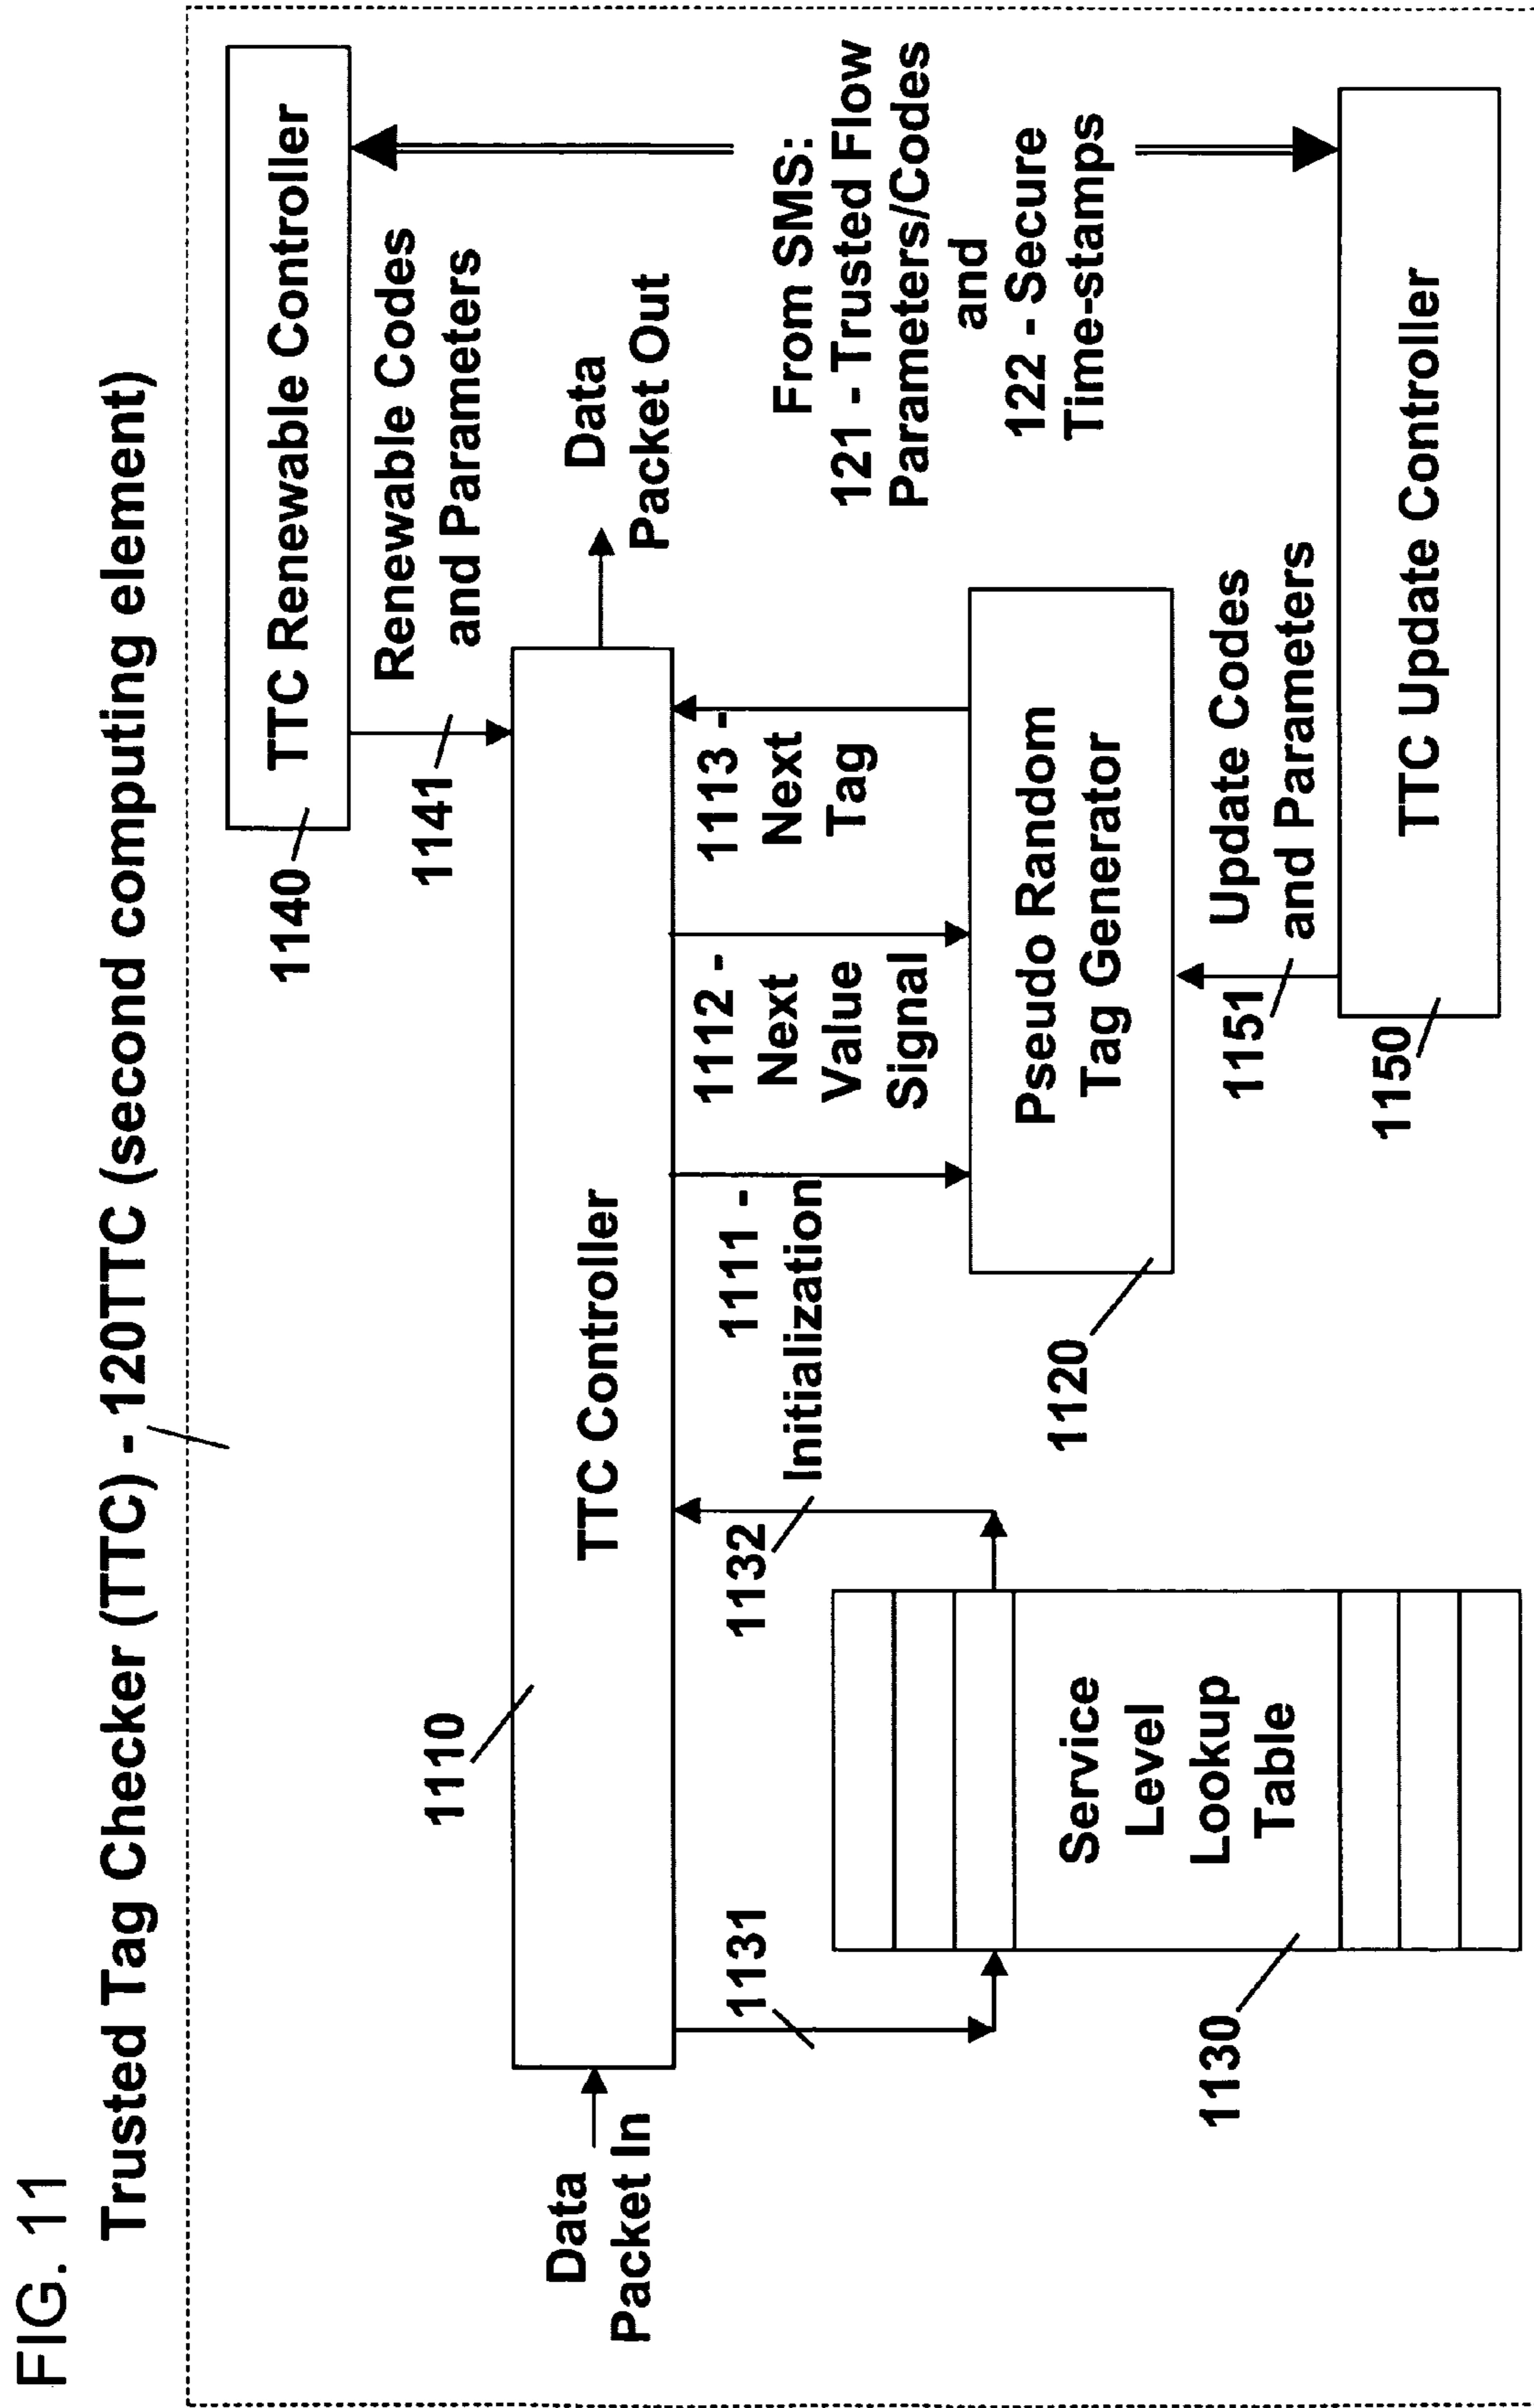 FIG. 11
Trusted Tag Checker (TTC) - 120TTC (second computing element)
1140
TTC Renewable Controller
1141
Renewable Codes
and Parameters
1110
Data
Packet In
TTC Controller
Data
Packet Out
1131
1132
1111 -
Initialization
1112 -
Next
Value
Signal
1113 -
Next
Tag
From SMS:
121 - Trusted Flow
Parameters/Codes
and
122 - Secure
Time-stamps
Service
Level
Lookup
Table
1130
1120
Pseudo Random
Tag Generator
1151
Update Codes
and Parameters
1150
TTC Update Controller